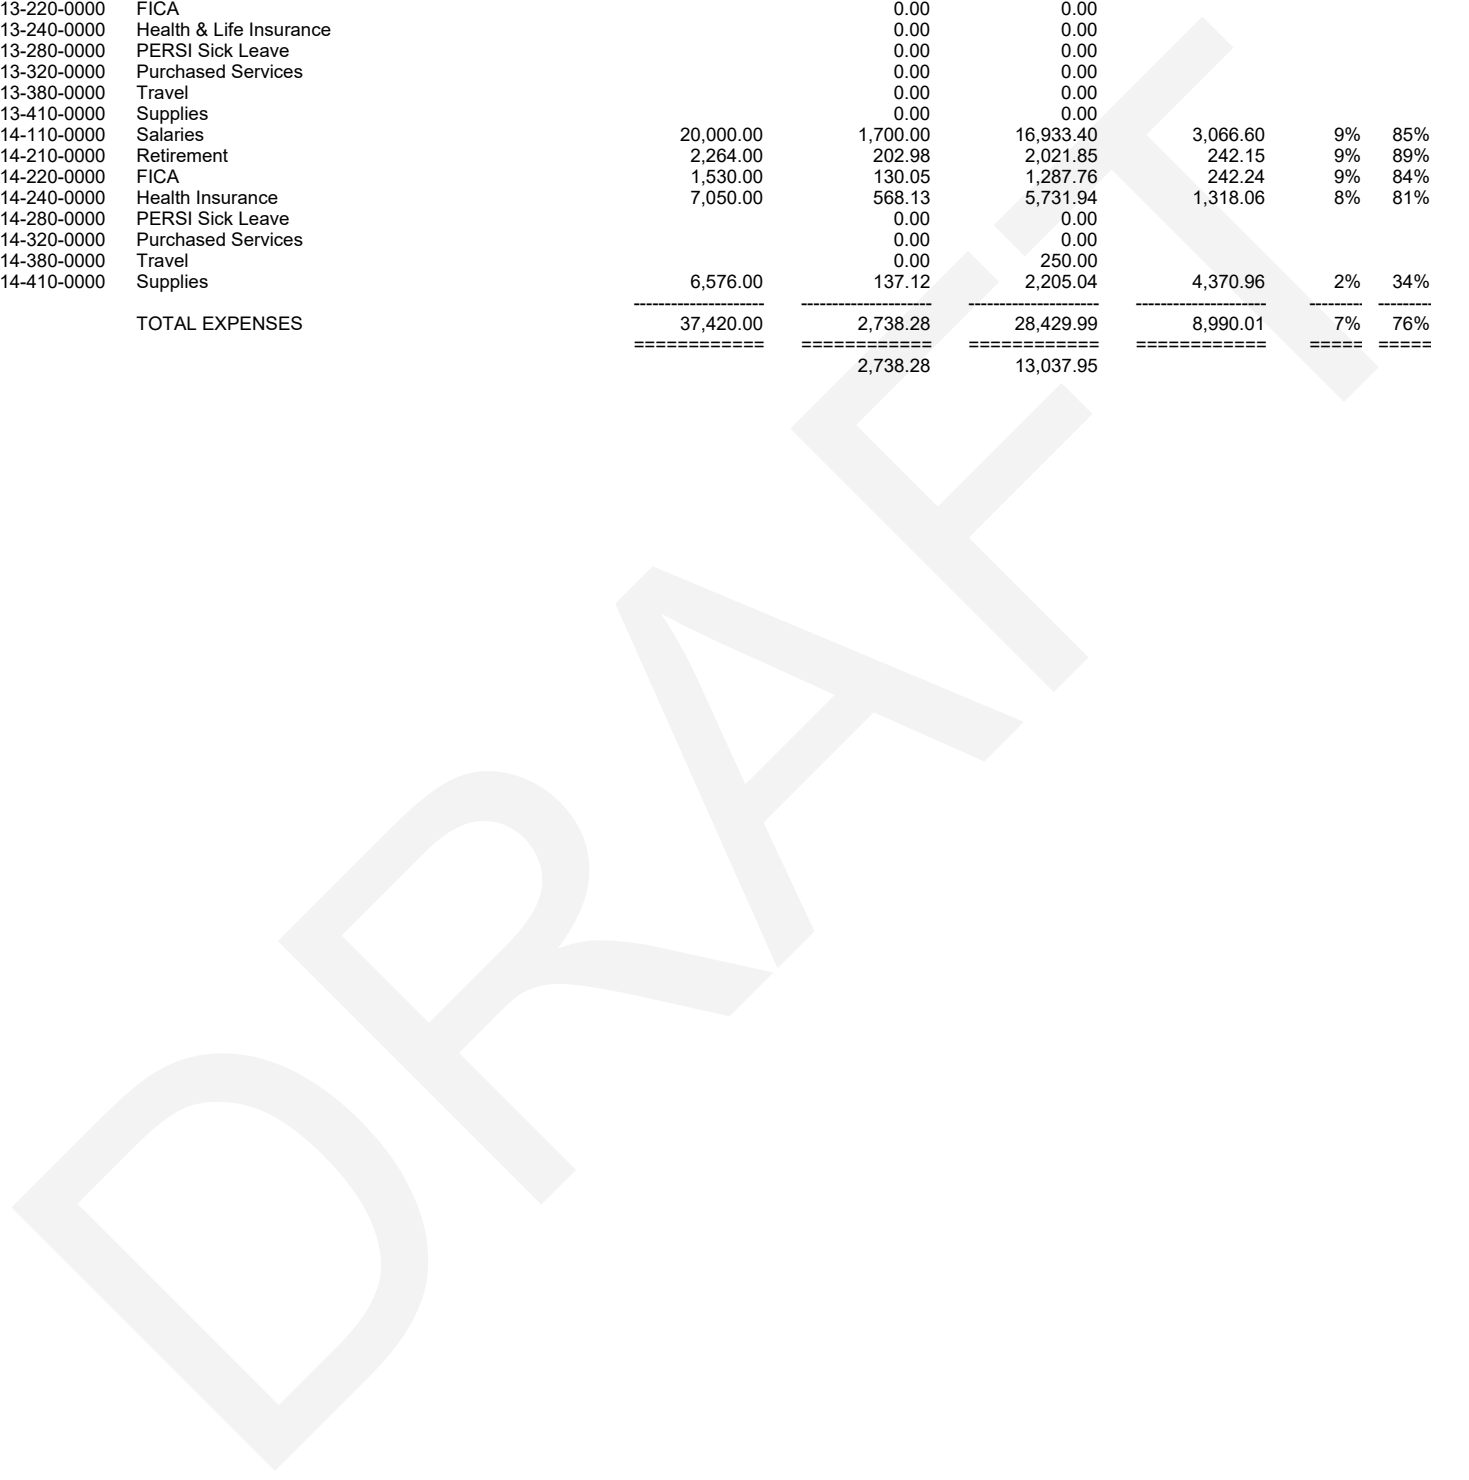 13-220-0000 FICA 0.00 0.00
13-240-0000 Health & Life Insurance 0.00 0.00
13-280-0000 PERSI Sick Leave 0.00 0.00
13-320-0000 Purchased Services 0.00 0.00
13-380-0000 Travel 0.00 0.00
13-410-0000 Supplies 0.00 0.00
14-110-0000 Salaries 20,000.00 1,700.00 16,933.40 3,066.60 9% 85%
14-210-0000 Retirement 2,264.00 202.98 2,021.85 242.15 9% 89%
14-220-0000 FICA 1,530.00 130.05 1,287.76 242.24 9% 84%
14-240-0000 Health Insurance 7,050.00 568.13 5,731.94 1,318.06 8% 81%
14-280-0000 PERSI Sick Leave 0.00 0.00
14-320-0000 Purchased Services 0.00 0.00
14-380-0000 Travel 0.00 250.00
14-410-0000 Supplies 6,576.00 137.12 2,205.04 4,370.96 2% 34%
--------------------- --------------------- --------------------- --------------------- -------- --------
TOTAL EXPENSES 37,420.00 2,738.28 28,429.99 8,990.01 7% 76%
============ ============ ============ ============ ===== =====
2,738.28 13,037.95
DRAFT